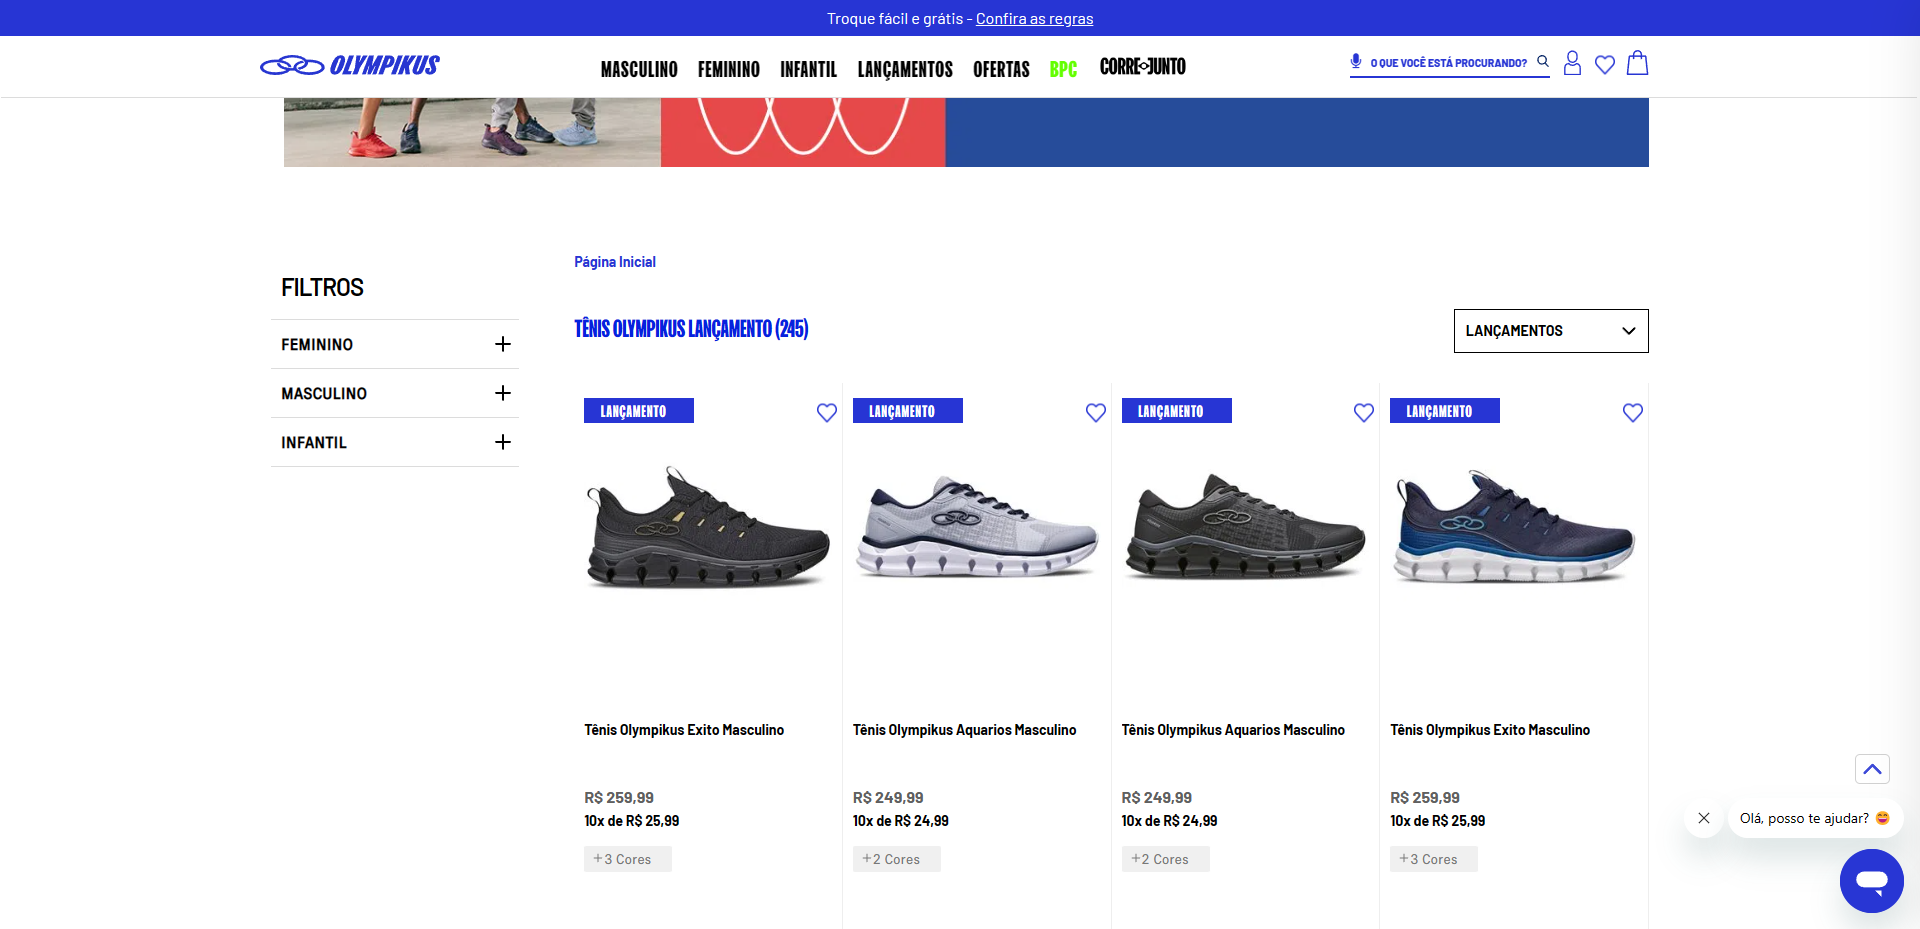 Troque fácil e grátis - Confira as regras
OLYMPIKUS
MASCULINO FEMININO INFANTIL LANÇAMENTOS OFERTAS BPC CORRE JUNTO
O QUE VOCÊ ESTÁ PROCURANDO?
Página Inicial
FILTROS
FEMININO
MASCULINO
INFANTIL
TÊNIS OLYMPIKUS LANÇAMENTO (245)
LANÇAMENTOS
LANÇAMENTO LANÇAMENTO LANÇAMENTO LANÇAMENTO
Tênis Olympikus Exito Masculino Tênis Olympikus Aquarios Masculino Tênis Olympikus Aquarios Masculino Tênis Olympikus Exito Masculino
R$ 259,99 R$ 249,99 R$ 249,99 R$ 259,99
10x de R$ 25,99 10x de R$ 24,99 10x de R$ 24,99 10x de R$ 25,99
+3 Cores +2 Cores +2 Cores +3 Cores
Olá, posso te ajudar? 😄